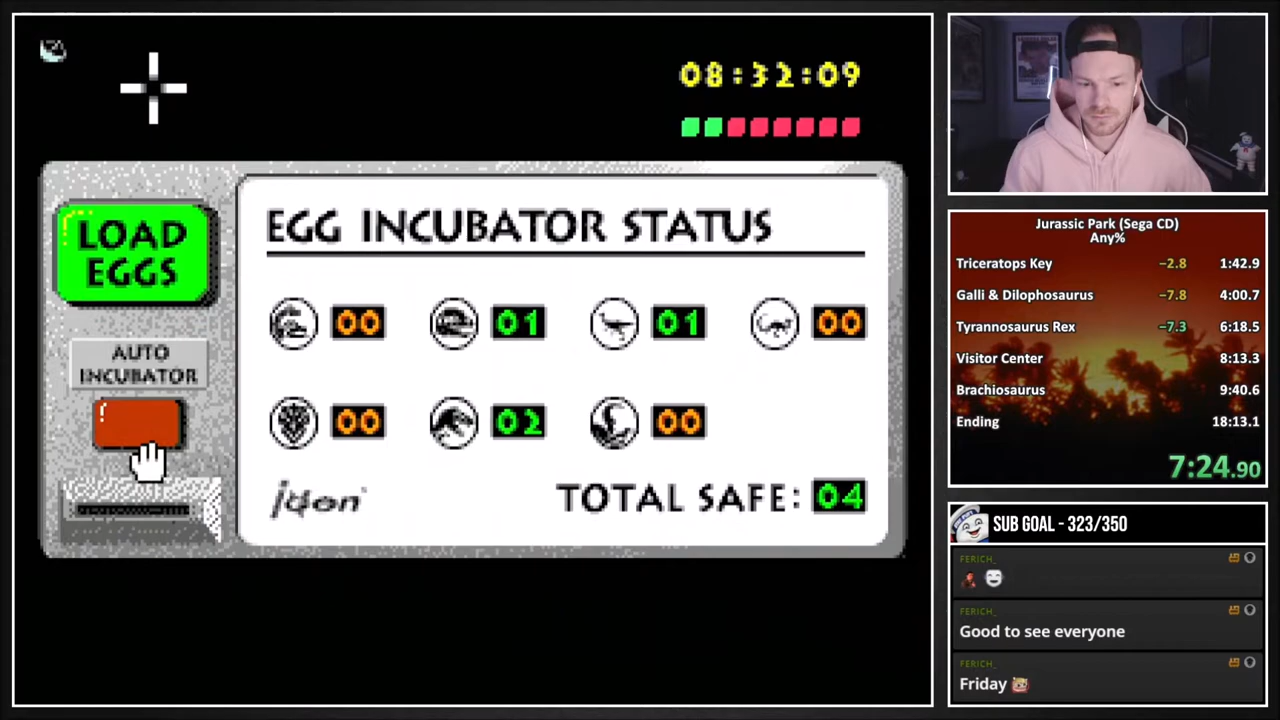 08:32:09
LOAD
EGGS
AUTO
INCUBATOR
EGG INCUBATOR STATUS
00
01
01
00
00
02
00
TOTAL SAFE: 04
Jurassic Park (Sega CD)
Any%
Triceratops Key −2.8 1:42.9
Galli & Dilophosaurus −7.8 4:00.7
Tyrannosaurus Rex −7.3 6:18.5
Visitor Center 8:13.3
Brachiosaurus 9:40.6
Ending 18:13.1
7:24.90
SUB GOAL - 323/350
FERICH_
FERICH_
Good to see everyone
FERICH_
Friday